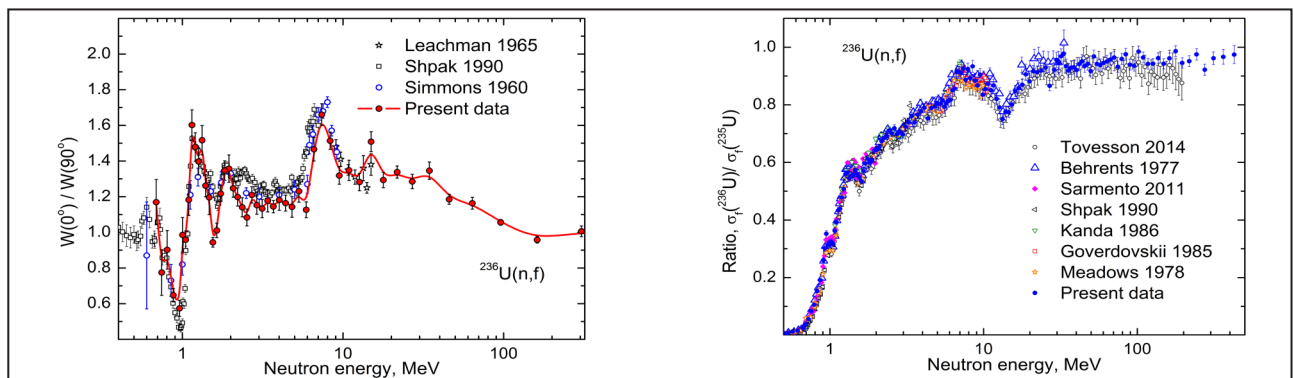 2.0
1.8
1.6
1.4
1.2
1.0
0.8
0.6
W(0°) / W(90°)
Leachman 1965
Shpak 1990
Simmons 1960
Present data
²³⁶U(n,f)
1 10 100
Neutron energy, MeV
1.0
0.8
0.6
0.4
0.2
Ratio, σf(²³⁶U)/ σf(²³⁵U)
²³⁶U(n,f)
Tovesson 2014
Behrents 1977
Sarmento 2011
Shpak 1990
Kanda 1986
Goverdovskii 1985
Meadows 1978
Present data
1 10 100
Neutron energy, MeV